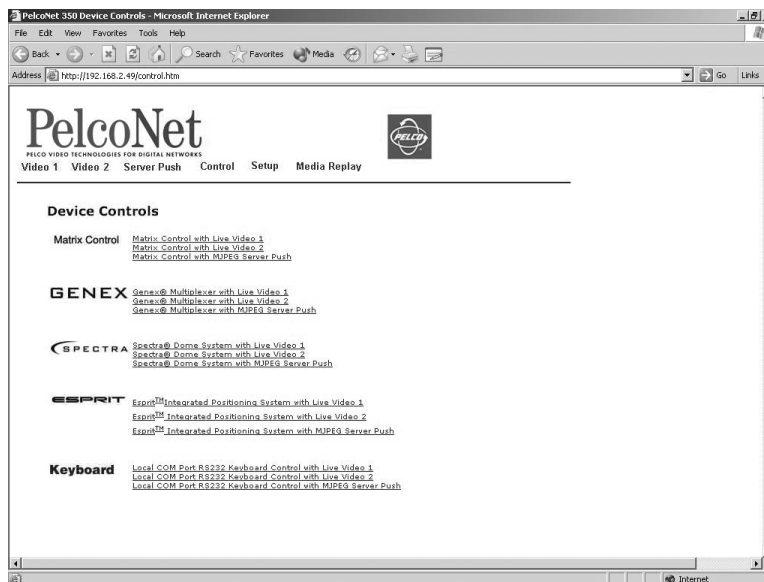 PelcoNet 350 Device Controls - Microsoft Internet Explorer
File Edit View Favorites Tools Help
Back Search Favorites Media
Address http://192.168.2.49/control.htm Go Links
PelcoNet
PELCO VIDEO TECHNOLOGIES FOR DIGITAL NETWORKS
PELCO
Video 1 Video 2 Server Push Control Setup Media Replay
Device Controls
Matrix Control
Matrix Control with Live Video 1
Matrix Control with Live Video 2
Matrix Control with MJPEG Server Push
GENEX
Genex® Multiplexer with Live Video 1
Genex® Multiplexer with Live Video 2
Genex® Multiplexer with MJPEG Server Push
SPECTRA
Spectra® Dome System with Live Video 1
Spectra® Dome System with Live Video 2
Spectra® Dome System with MJPEG Server Push
ESPRIT
Esprit™Integrated Positioning System with Live Video 1
Esprit™ Integrated Positioning System with Live Video 2
Esprit™ Integrated Positioning System with MJPEG Server Push
Keyboard
Local COM Port RS232 Keyboard Control with Live Video 1
Local COM Port RS232 Keyboard Control with Live Video 2
Local COM Port RS232 Keyboard Control with MJPEG Server Push
Internet